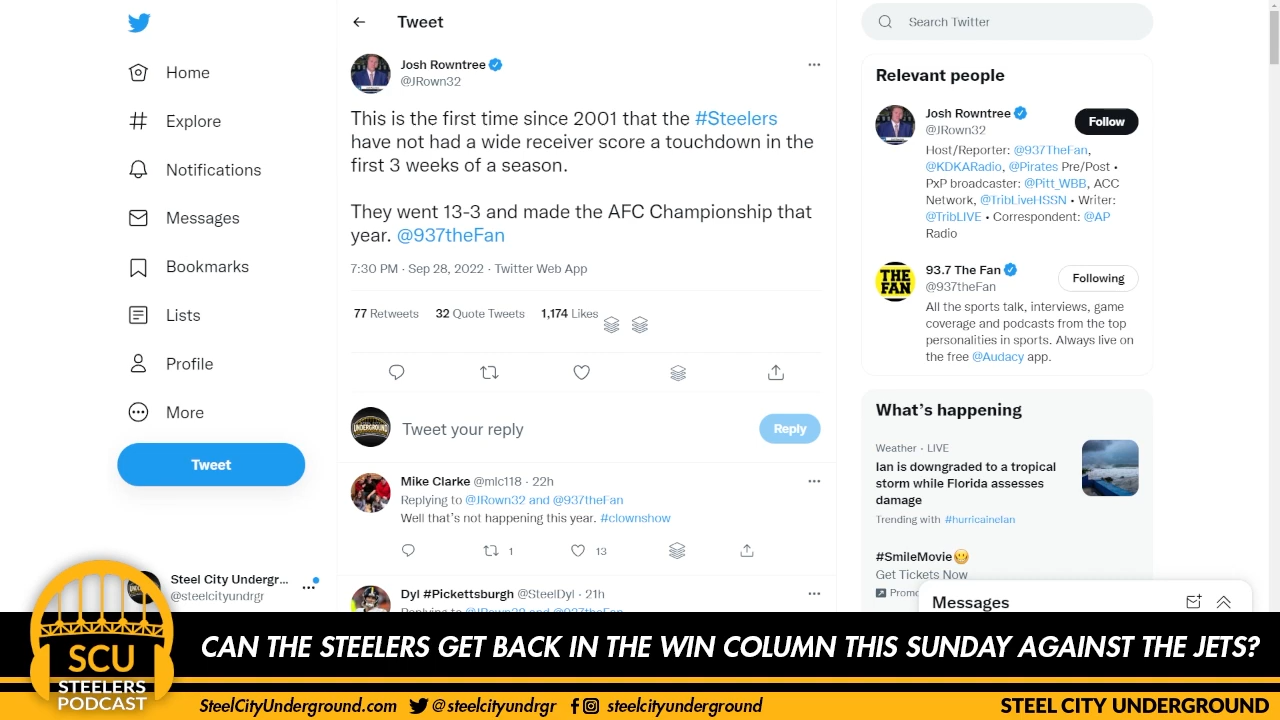 Home
Explore
Notifications
Messages
Bookmarks
Lists
Profile
More
Tweet
Steel City Undergr...
@steelcityundrgr
Tweet
Josh Rowntree
@JRown32
This is the first time since 2001 that the #Steelers
have not had a wide receiver score a touchdown in the
first 3 weeks of a season.
They went 13-3 and made the AFC Championship that
year. @937theFan
7:30 PM · Sep 28, 2022 · Twitter Web App
77 Retweets 32 Quote Tweets 1,174 Likes
UNDERGROUND
Tweet your reply
Reply
Mike Clarke @mlc118 · 22h
Replying to @JRown32 and @937theFan
Well that's not happening this year. #clownshow
1 13
Dyl #Pickettsburgh @SteelDyl · 21h
Replying to @JRown32 and @937theFan
Search Twitter
Relevant people
Josh Rowntree
@JRown32
Follow
Host/Reporter: @937TheFan,
@KDKARadio, @Pirates Pre/Post •
PxP broadcaster: @Pitt_WBB, ACC
Network, @TribLiveHSSN • Writer:
@TribLIVE • Correspondent: @AP
Radio
THE
FAN
93.7 The Fan
@937theFan
Following
All the sports talk, interviews, game
coverage and podcasts from the top
personalities in sports. Always live on
the free @Audacy app.
What's happening
Weather · LIVE
Ian is downgraded to a tropical
storm while Florida assesses
damage
Trending with #hurricaneIan
#SmileMovie
Get Tickets Now
Promo
Messages
SCU
STEELERS
PODCAST
CAN THE STEELERS GET BACK IN THE WIN COLUMN THIS SUNDAY AGAINST THE JETS?
SteelCityUnderground.com @steelcityundrgr steelcityunderground
STEEL CITY UNDERGROUND